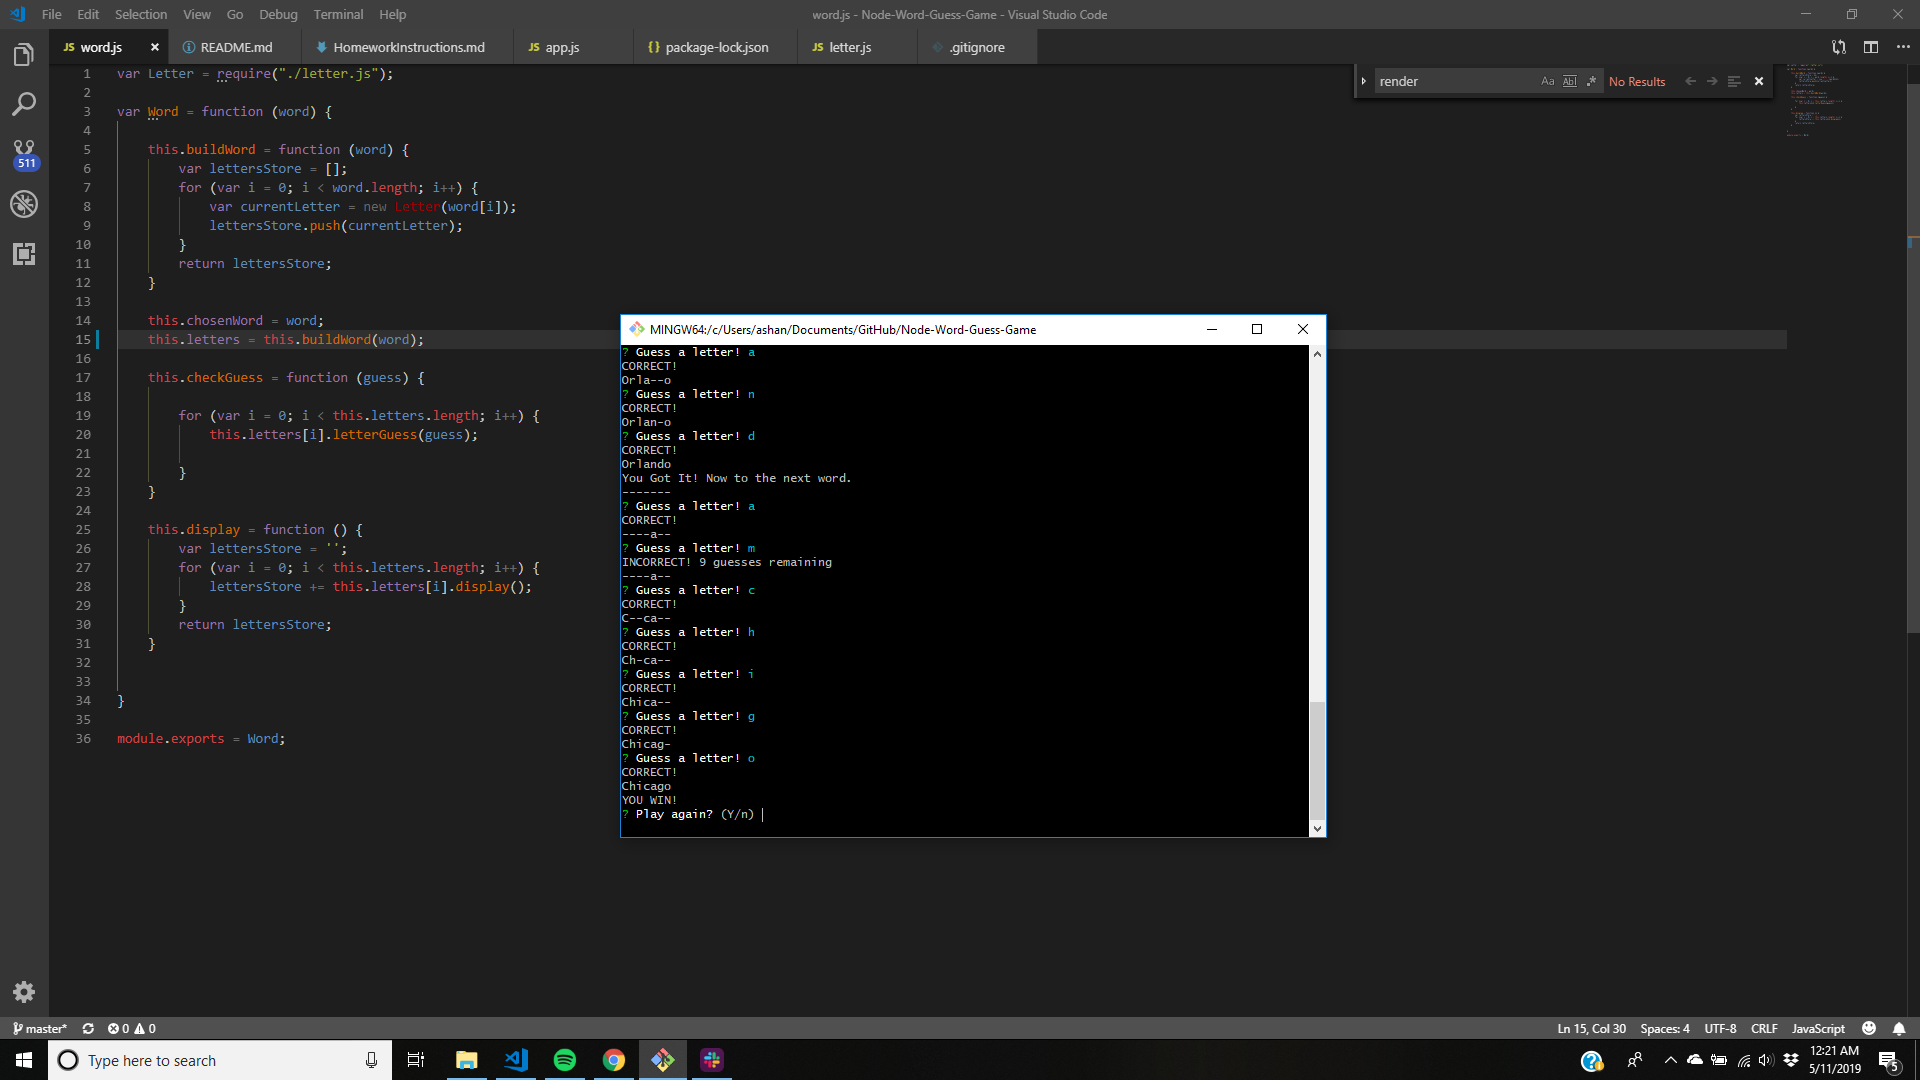 File Edit Selection View Go Debug Terminal Help
word.js - Node-Word-Guess-Game - Visual Studio Code
JS word.js
README.md
HomeworkInstructions.md
JS app.js
{} package-lock.json
JS letter.js
.gitignore
render
Aa
Abl
No Results
511
1 var Letter = require("./letter.js");
2
3 var Word = function (word) {
4
5 this.buildWord = function (word) {
6 var lettersStore = [];
7 for (var i = 0; i < word.length; i++) {
8 var currentLetter = new Letter(word[i]);
9 lettersStore.push(currentLetter);
10 }
11 return lettersStore;
12 }
13
14 this.chosenWord = word;
15 this.letters = this.buildWord(word);
16
17 this.checkGuess = function (guess) {
18
19 for (var i = 0; i < this.letters.length; i++) {
20 this.letters[i].letterGuess(guess);
21
22 }
23 }
24
25 this.display = function () {
26 var lettersStore = '';
27 for (var i = 0; i < this.letters.length; i++) {
28 lettersStore += this.letters[i].display();
29 }
30 return lettersStore;
31 }
32
33
34 }
35
36 module.exports = Word;
MINGW64:/c/Users/ashan/Documents/GitHub/Node-Word-Guess-Game
? Guess a letter! a
CORRECT!
Orla--o
? Guess a letter! n
CORRECT!
Orlan-o
? Guess a letter! d
CORRECT!
Orlando
You Got It! Now to the next word.
-------
? Guess a letter! a
CORRECT!
----a--
? Guess a letter! m
INCORRECT! 9 guesses remaining
----a--
? Guess a letter! c
CORRECT!
C--ca--
? Guess a letter! h
CORRECT!
Ch-ca--
? Guess a letter! i
CORRECT!
Chica--
? Guess a letter! g
CORRECT!
Chicag-
? Guess a letter! o
CORRECT!
Chicago
YOU WIN!
? Play again? (Y/n)
master*
0
0
Ln 15, Col 30
Spaces: 4
UTF-8
CRLF
JavaScript
Type here to search
12:21 AM
5/11/2019
5